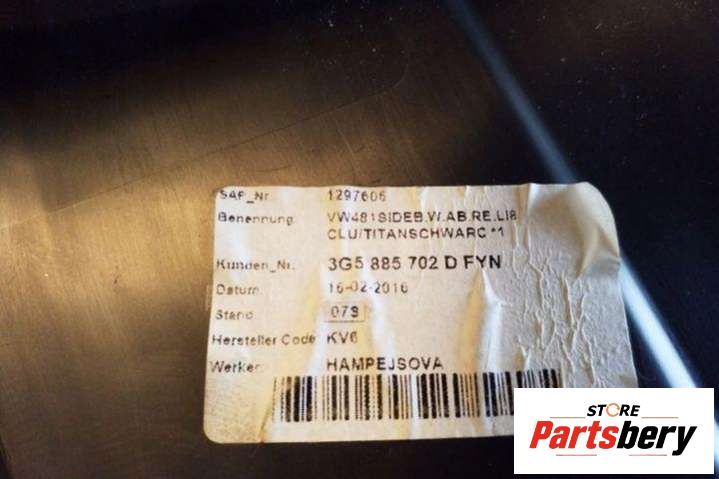 SAP_Nr. 1297606
Benennung: VW481SIDEB.W.AB.RE.LI8
CLU/TITANSCHWARC *1
Kunden_Nr.: 3G5 885 702 D FYN
Datum: 16-02-2016
Stand: 07S
Hersteller Code: KV6
Werker: HAMPEJSOVA
STORE
Partsbery